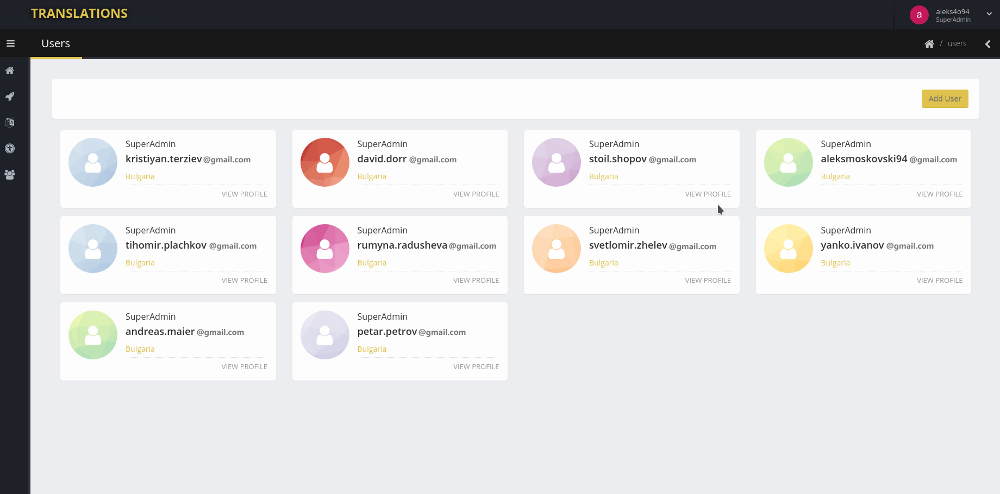 TRANSLATIONS
a
aleks4o94
SuperAdmin
Users
/ users
Add User
SuperAdmin
kristiyan.terziev@gmail.com
Bulgaria
VIEW PROFILE
SuperAdmin
david.dorr @gmail.com
Bulgaria
VIEW PROFILE
SuperAdmin
stoil.shopov @gmail.com
Bulgaria
VIEW PROFILE
SuperAdmin
aleksmoskovski94 @gmail.com
Bulgaria
VIEW PROFILE
SuperAdmin
tihomir.plachkov @gmail.com
Bulgaria
VIEW PROFILE
SuperAdmin
rumyna.radusheva@gmail.com
Bulgaria
VIEW PROFILE
SuperAdmin
svetlomir.zhelev @gmail.com
Bulgaria
VIEW PROFILE
SuperAdmin
yanko.ivanov @gmail.com
Bulgaria
VIEW PROFILE
SuperAdmin
andreas.maier @gmail.com
Bulgaria
VIEW PROFILE
SuperAdmin
petar.petrov@gmail.com
Bulgaria
VIEW PROFILE